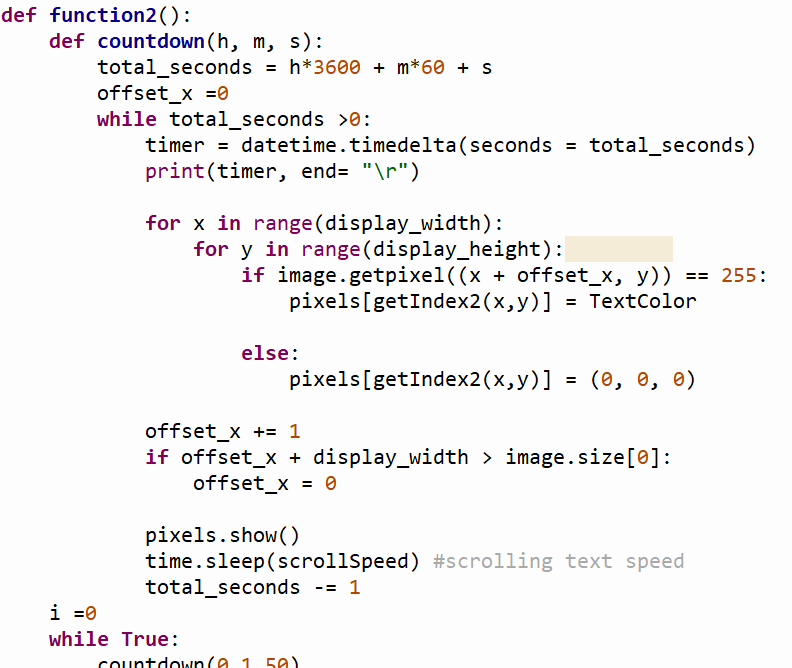 def function2():
    def countdown(h, m, s):
        total_seconds = h*3600 + m*60 + s
        offset_x =0
        while total_seconds >0:
            timer = datetime.timedelta(seconds = total_seconds)
            print(timer, end= "\r")

            for x in range(display_width):
                for y in range(display_height):
                    if image.getpixel((x + offset_x, y)) == 255:
                        pixels[getIndex2(x,y)] = TextColor

                    else:
                        pixels[getIndex2(x,y)] = (0, 0, 0)

            offset_x += 1
            if offset_x + display_width > image.size[0]:
                offset_x = 0

            pixels.show()
            time.sleep(scrollSpeed) #scrolling text speed
            total_seconds -= 1
    i =0
    while True:
        countdown(0,1,50)